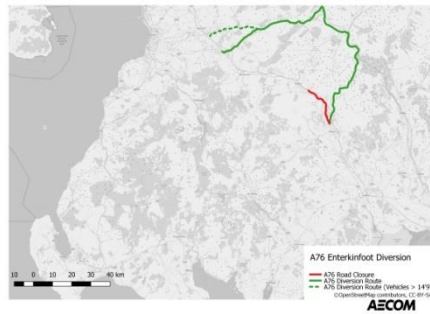 A76 Enterkinfoot Diversion
A76 Road Closure
A76 Diversion Route
A76 Diversion Route (Vehicles > 14'9
©OpenStreetMap contributors, CC-BY-S
AECOM
10 0 10 20 30 40 km